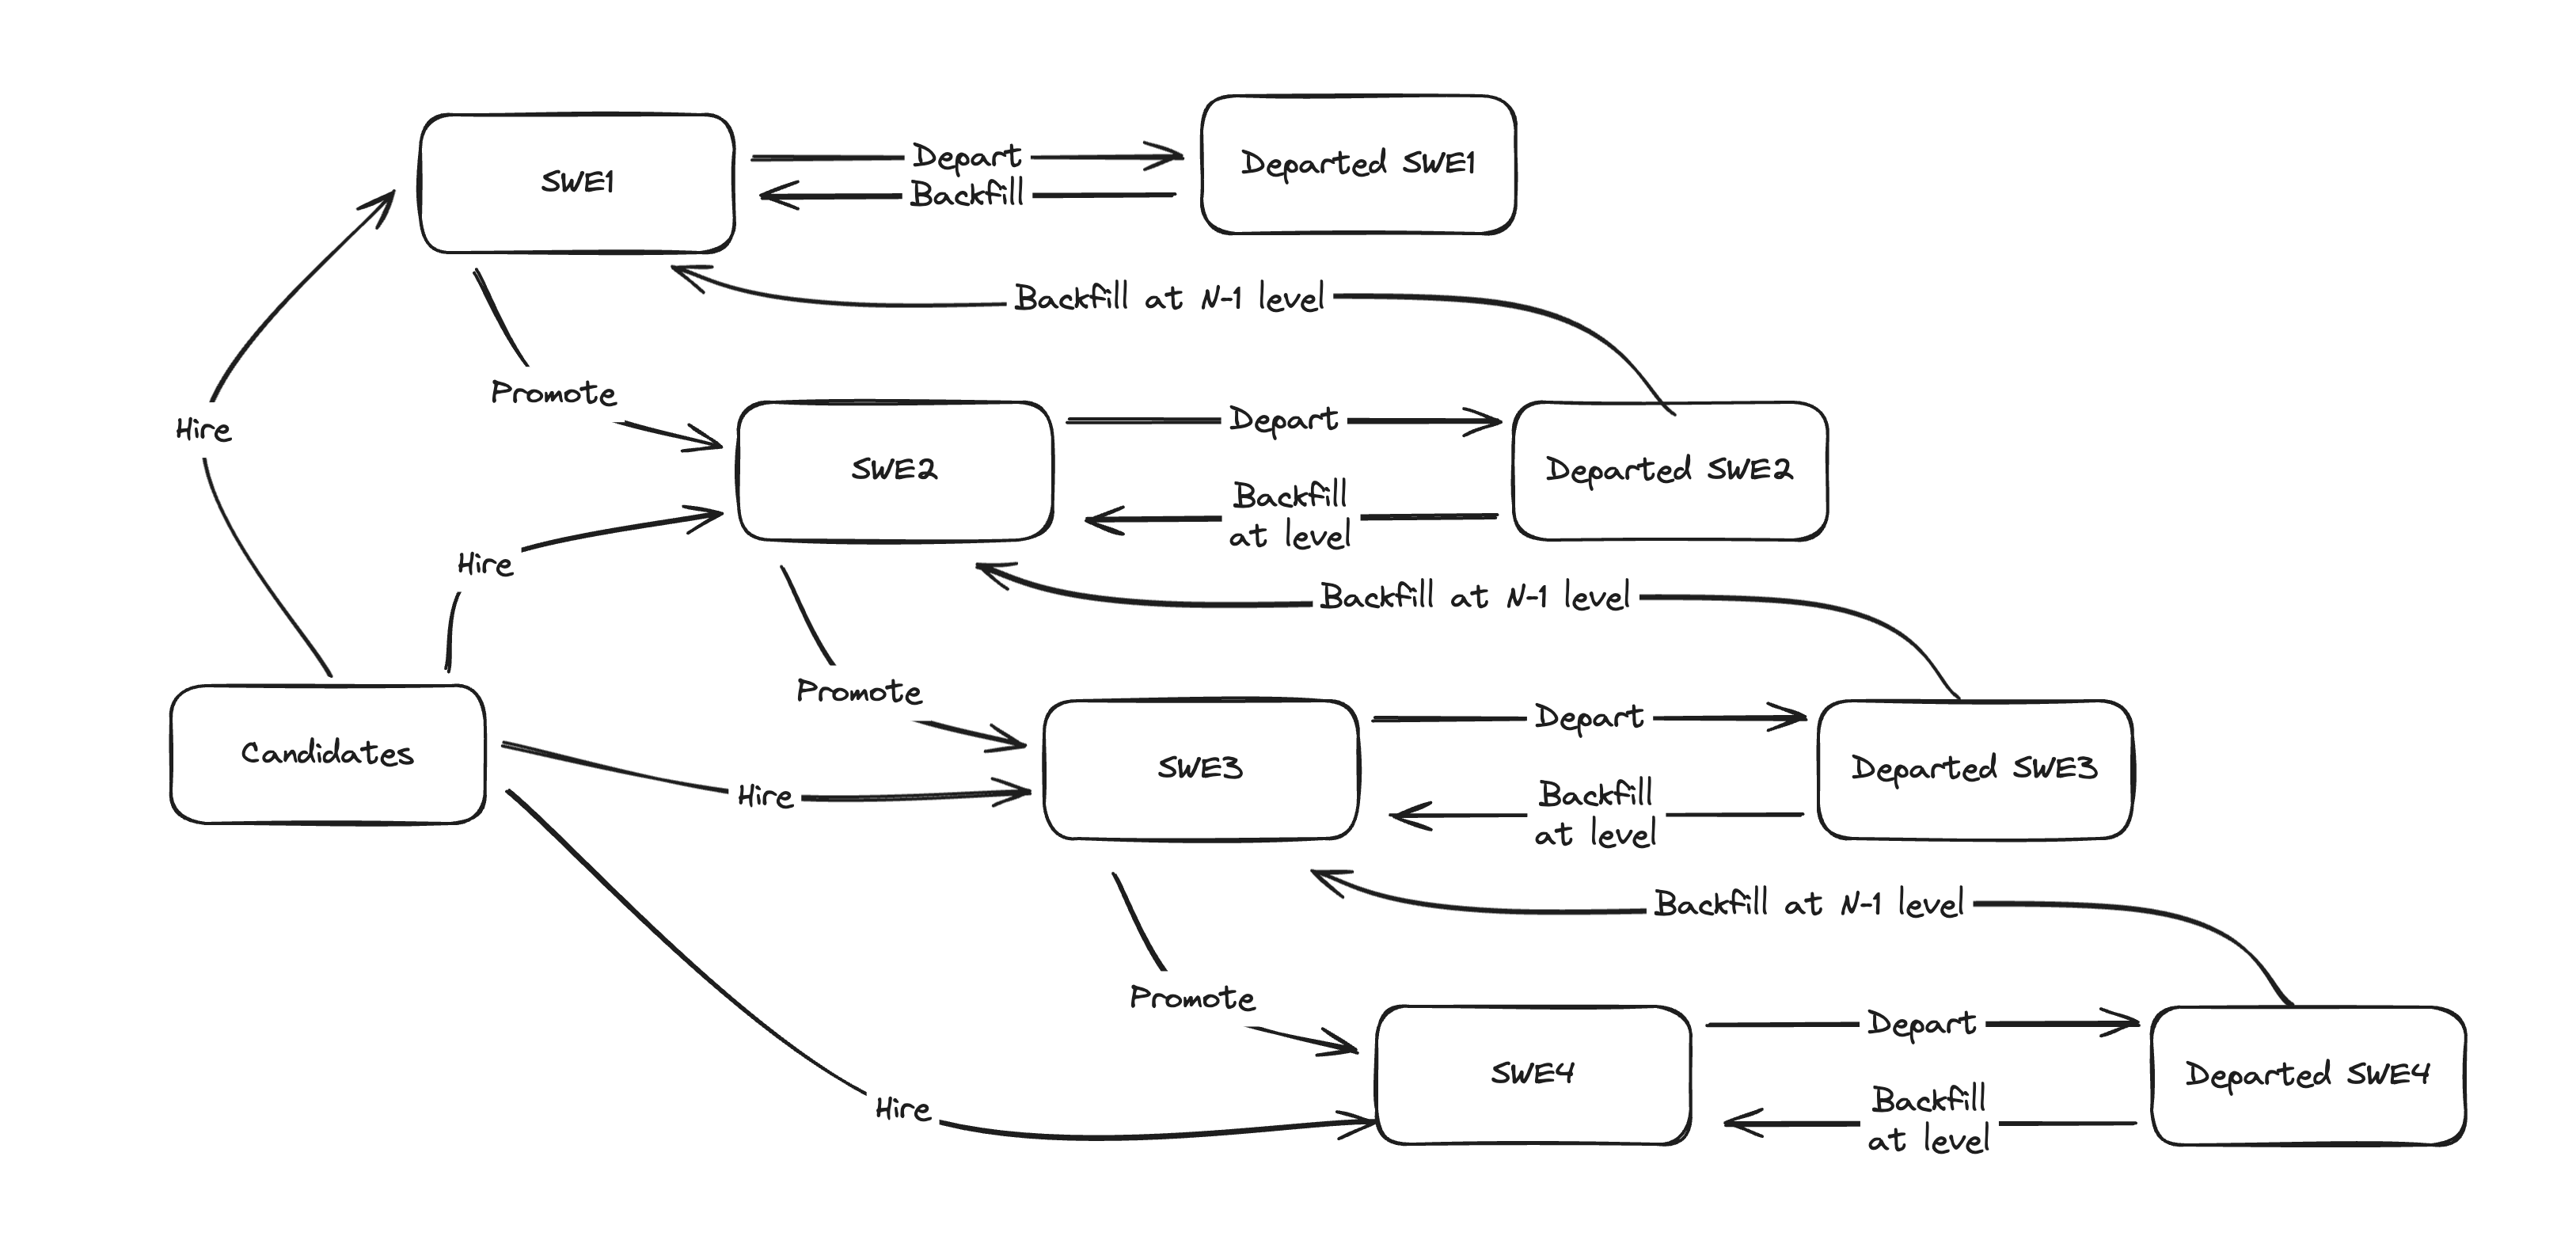 SWE1
Depart
Backfill
Departed SWE1
Backfill at N-1 level
Promote
Hire
SWE2
Depart
Backfill
at level
Departed SWE2
Hire
Backfill at N-1 level
Promote
Candidates
Hire
SWE3
Depart
Backfill
at level
Departed SWE3
Backfill at N-1 level
Promote
Hire
SWE4
Depart
Backfill
at level
Departed SWE4